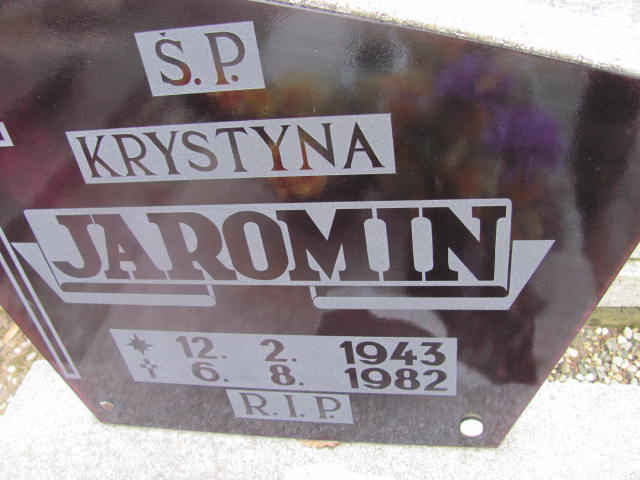 Ś.P.
KRYSTYNA
JAROMIN
* 12. 2. 1943
† 6. 8. 1982
R.I.P.